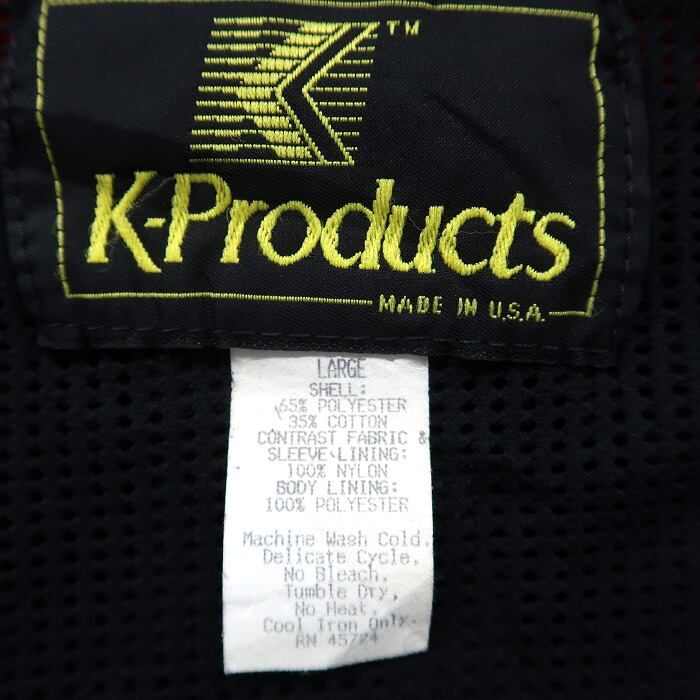 ™
K-Products
MADE IN U.S.A.
LARGE
SHELL:
65% POLYESTER
35% COTTON
CONTRAST FABRIC &
SLEEVE LINING:
100% NYLON
BODY LINING:
100% POLYESTER
Machine Wash Cold.
Delicate Cycle.
No Bleach.
Tumble Dry,
No Heat.
Cool Iron Only.
RN 45724